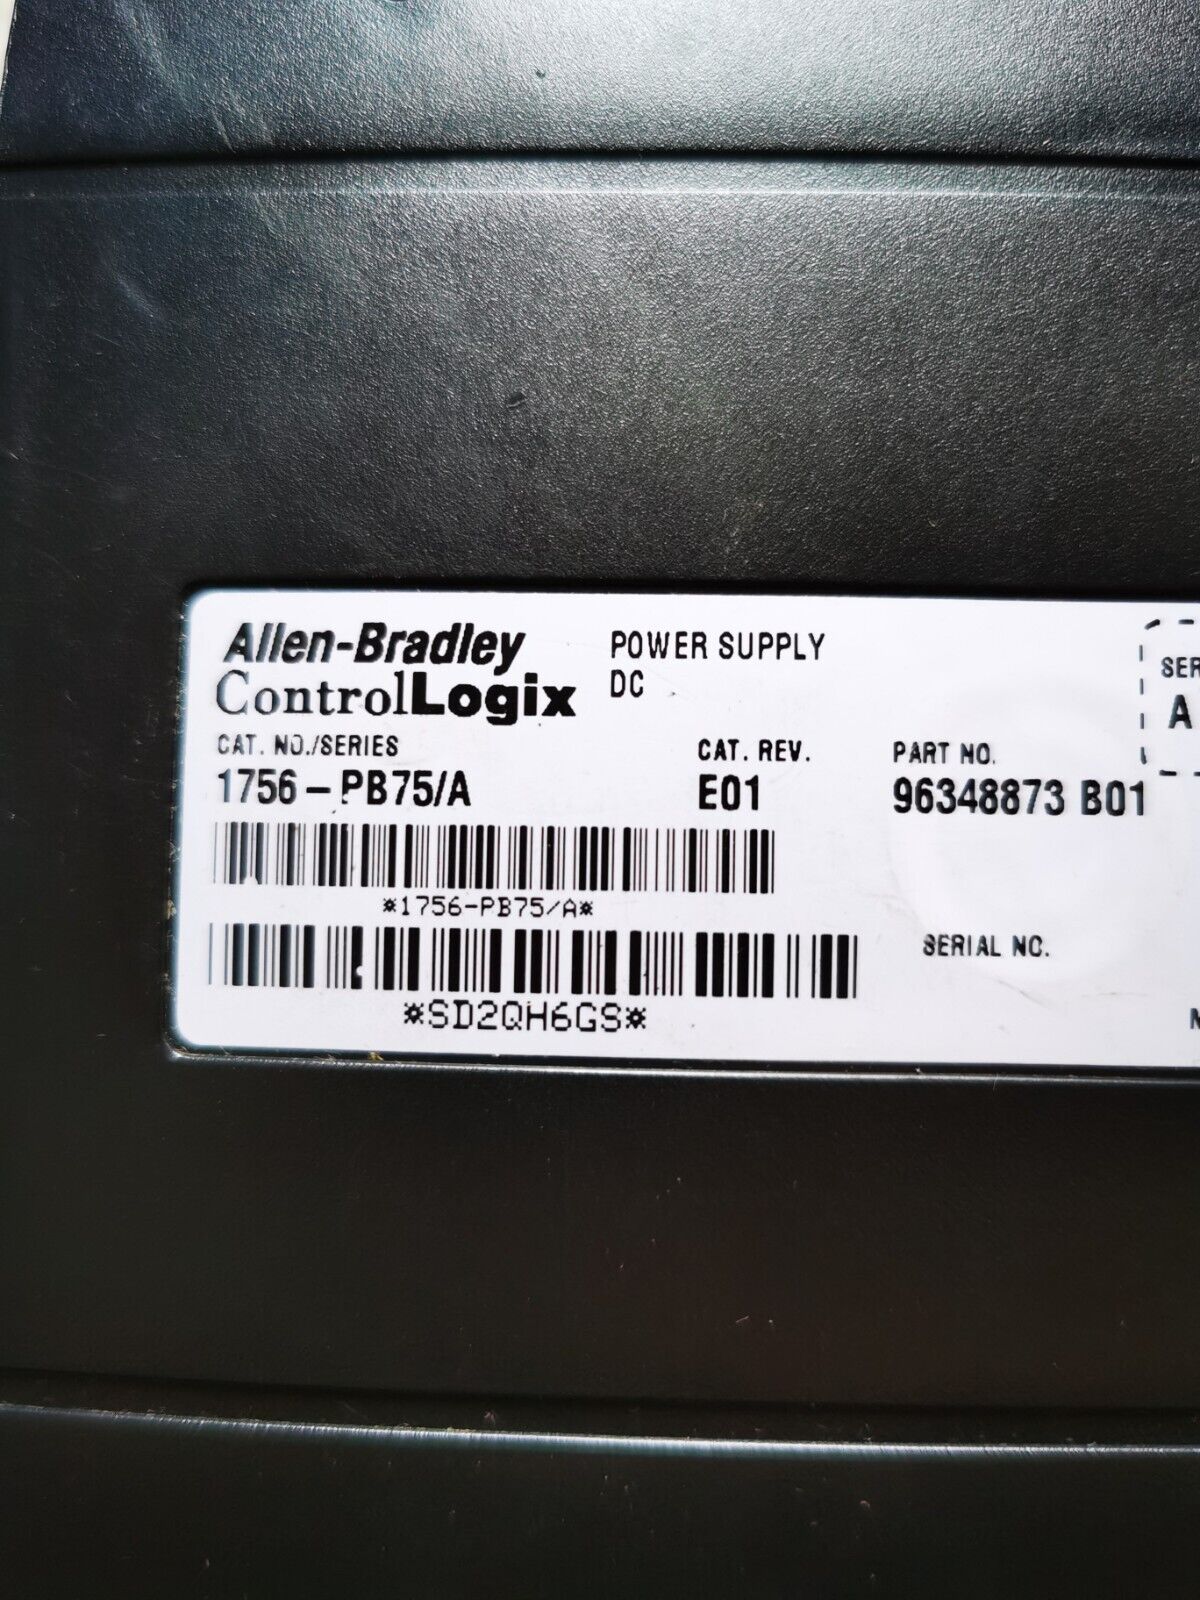 Allen-Bradley
ControlLogix
POWER SUPPLY
DC
SER
A
CAT. NO./SERIES
1756-PB75/A
CAT. REV.
E01
PART NO.
96348873 B01
*1756-PB75/A*
SERIAL NO.
*SD2QH6GS*